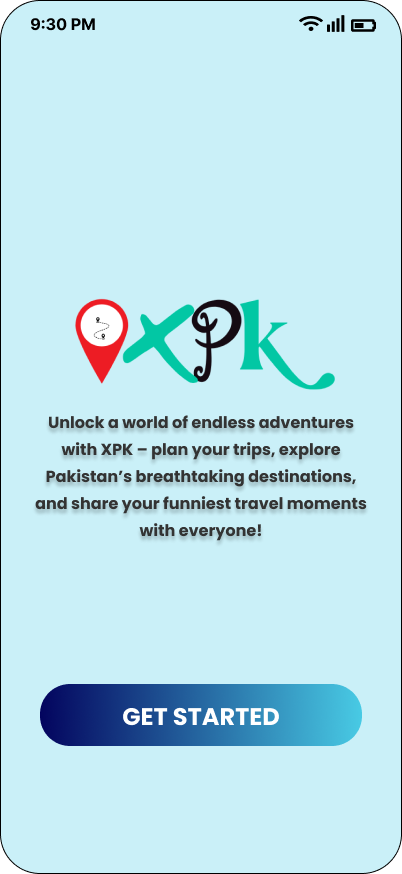 9:30 PM
XPk
Unlock a world of endless adventures
with XPK – plan your trips, explore
Pakistan’s breathtaking destinations,
and share your funniest travel moments
with everyone!
GET STARTED